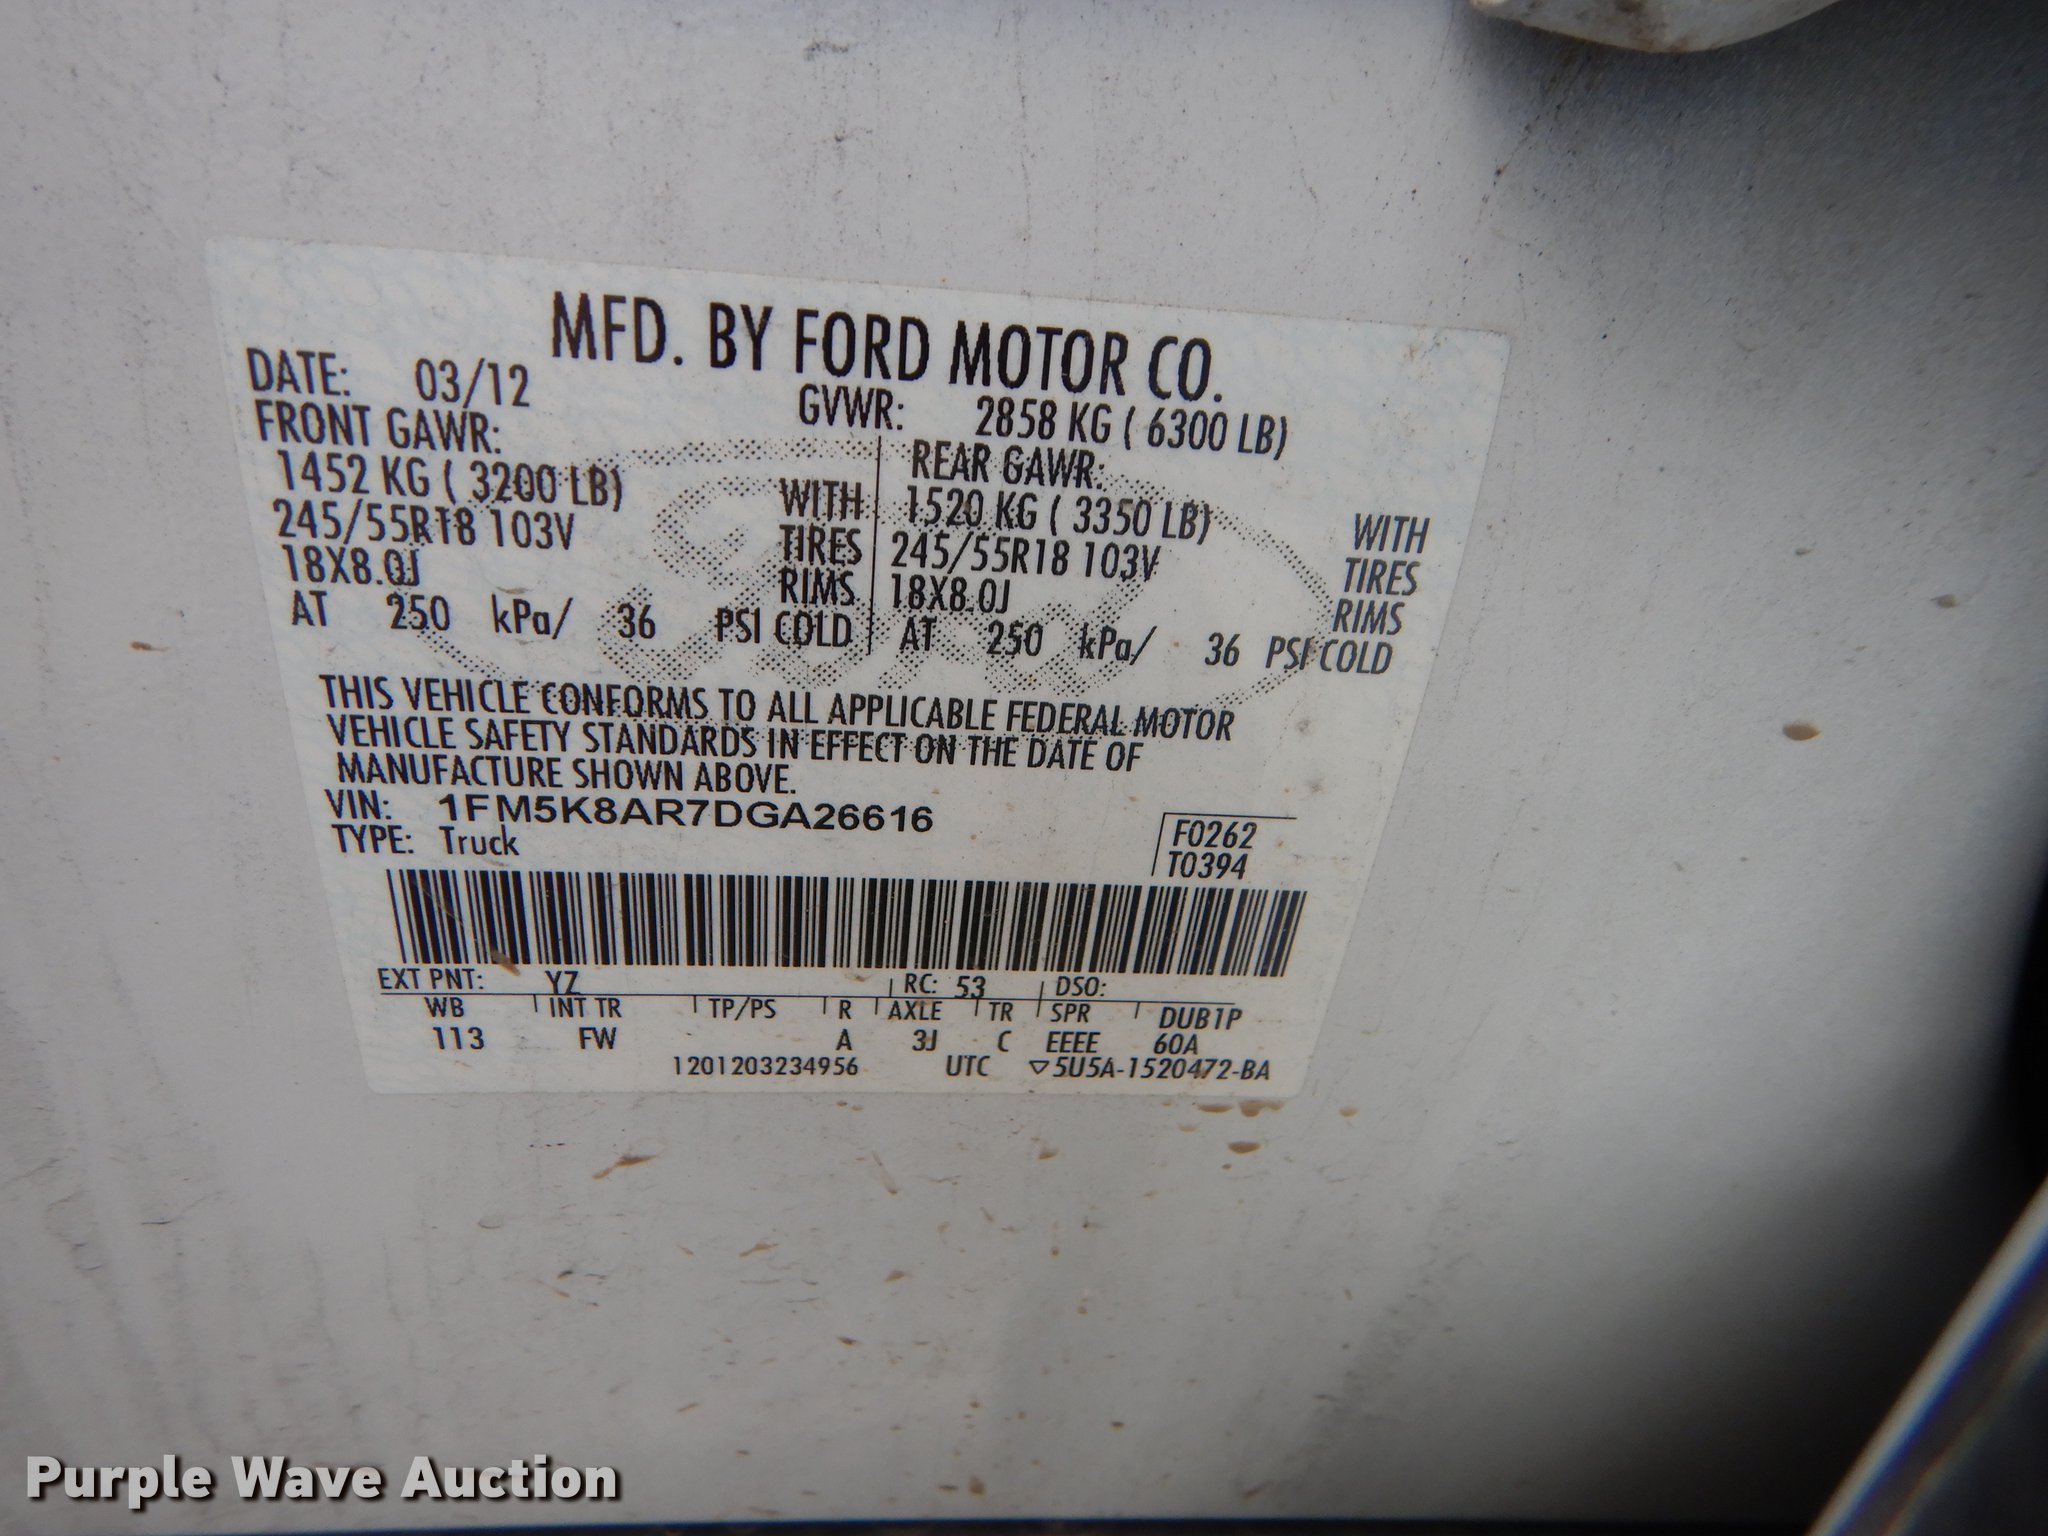 MFD. BY FORD MOTOR CO.
DATE: 03/12 GVWR: 2858 KG ( 6300 LB)
FRONT GAWR: REAR GAWR:
1452 KG ( 3200 LB) WITH 1520 KG ( 3350 LB) WITH
245/55R18 103V TIRES 245/55R18 103V TIRES
18X8.0J RIMS 18X8.0J RIMS
AT 250 kPa/ 36 PSI COLD AT 250 kPa/ 36 PSI COLD
THIS VEHICLE CONFORMS TO ALL APPLICABLE FEDERAL MOTOR
VEHICLE SAFETY STANDARDS IN EFFECT ON THE DATE OF
MANUFACTURE SHOWN ABOVE.
VIN: 1FM5K8AR7DGA26616
TYPE: Truck
F0262
T0394
EXT PNT: YZ RC: 53 DSO:
WB INT TR TP/PS R AXLE TR SPR DUB1P
113 FW A 3J C EEEE 60A
1201203234956 UTC ▽5U5A-1520472-BA
Purple Wave Auction